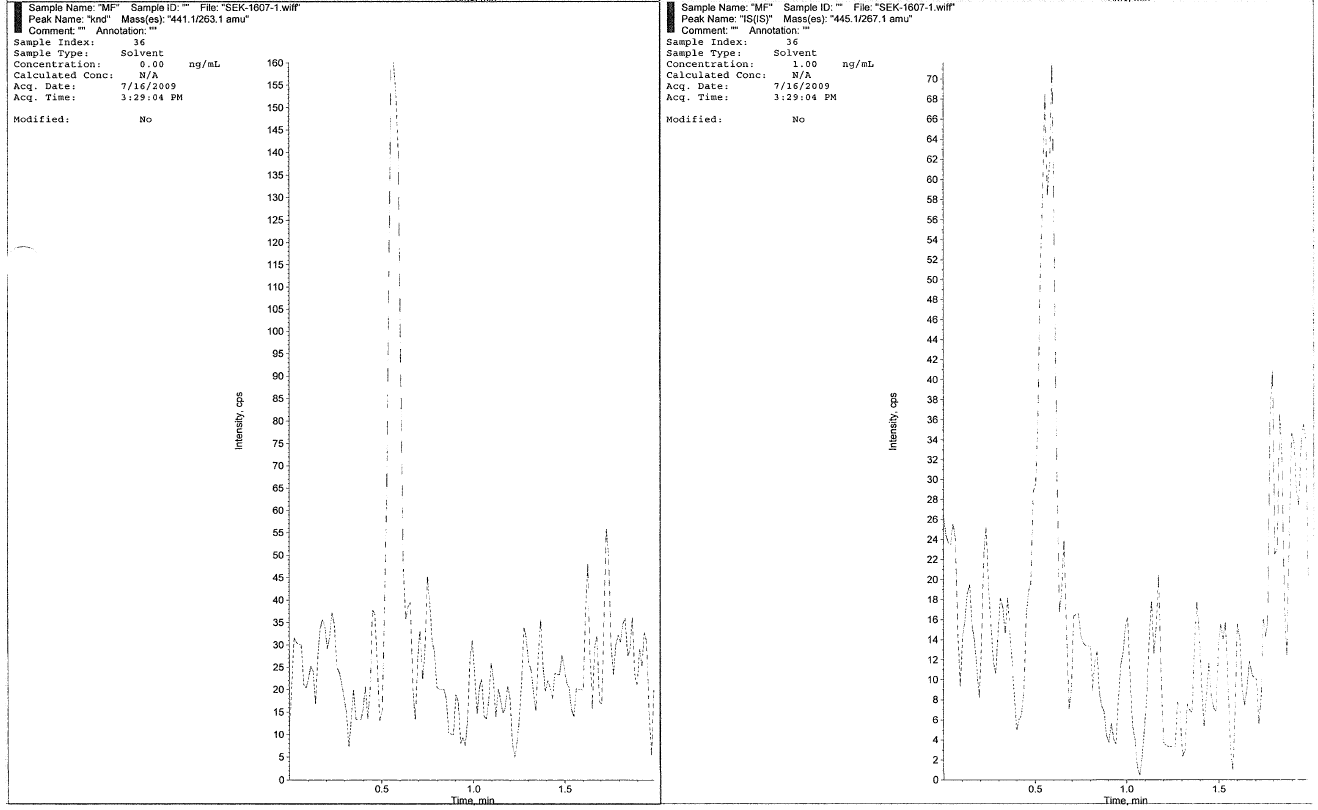 Sample Name: "MF" Sample ID: "" File: "SEK-1607-1.wiff"
Peak Name: "knd" Mass(es): "441.1/263.1 amu"
Comment: "" Annotation: ""
Sample Index: 36
Sample Type: Solvent
Concentration: 0.00 ng/mL
Calculated Conc: N/A
Acq. Date: 7/16/2009
Acq. Time: 3:29:04 PM
Modified: No
160
155
150
145
140
135
130
125
120
115
110
105
100
95
90
85
80
75
70
65
60
55
50
45
40
35
30
25
20
15
10
5
0
Intensity, cps
0.5 1.0 1.5
Time, min
Sample Name: "MF" Sample ID: "" File: "SEK-1607-1.wiff"
Peak Name: "IS(IS)" Mass(es): "445.1/267.1 amu"
Comment: "" Annotation: ""
Sample Index: 36
Sample Type: Solvent
Concentration: 1.00 ng/mL
Calculated Conc: N/A
Acq. Date: 7/16/2009
Acq. Time: 3:29:04 PM
Modified: No
70
68
66
64
62
60
58
56
54
52
50
48
46
44
42
40
38
36
34
32
30
28
26
24
22
20
18
16
14
12
10
8
6
4
2
0
Intensity, cps
0.5 1.0 1.5
Time, min